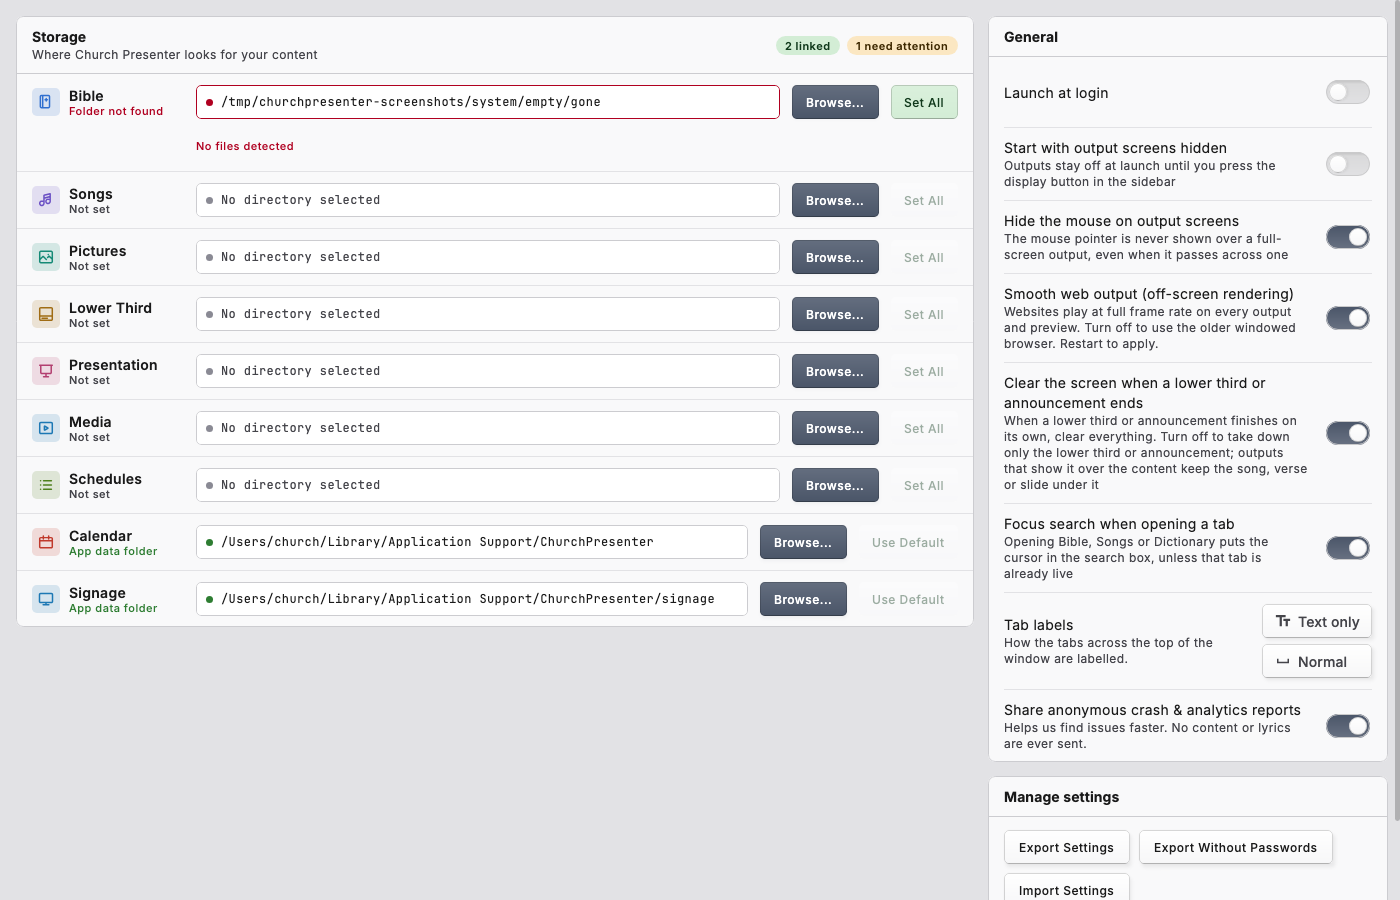 Storage
Where Church Presenter looks for your content
2 linked
1 need attention
Bible
Folder not found
/tmp/churchpresenter-screenshots/system/empty/gone
Browse...
Set All
No files detected
Songs
Not set
No directory selected
Browse...
Set All
Pictures
Not set
No directory selected
Browse...
Set All
Lower Third
Not set
No directory selected
Browse...
Set All
Presentation
Not set
No directory selected
Browse...
Set All
Media
Not set
No directory selected
Browse...
Set All
Schedules
Not set
No directory selected
Browse...
Set All
Calendar
App data folder
/Users/church/Library/Application Support/ChurchPresenter
Browse...
Use Default
Signage
App data folder
/Users/church/Library/Application Support/ChurchPresenter/signage
Browse...
Use Default
General
Launch at login
Start with output screens hidden
Outputs stay off at launch until you press the
display button in the sidebar
Hide the mouse on output screens
The mouse pointer is never shown over a full-
screen output, even when it passes across one
Smooth web output (off-screen rendering)
Websites play at full frame rate on every output
and preview. Turn off to use the older windowed
browser. Restart to apply.
Clear the screen when a lower third or
announcement ends
When a lower third or announcement finishes on
its own, clear everything. Turn off to take down
only the lower third or announcement; outputs
that show it over the content keep the song, verse
or slide under it
Focus search when opening a tab
Opening Bible, Songs or Dictionary puts the
cursor in the search box, unless that tab is
already live
Tab labels
How the tabs across the top of the
window are labelled.
Text only
Normal
Share anonymous crash & analytics reports
Helps us find issues faster. No content or lyrics
are ever sent.
Manage settings
Export Settings
Export Without Passwords
Import Settings